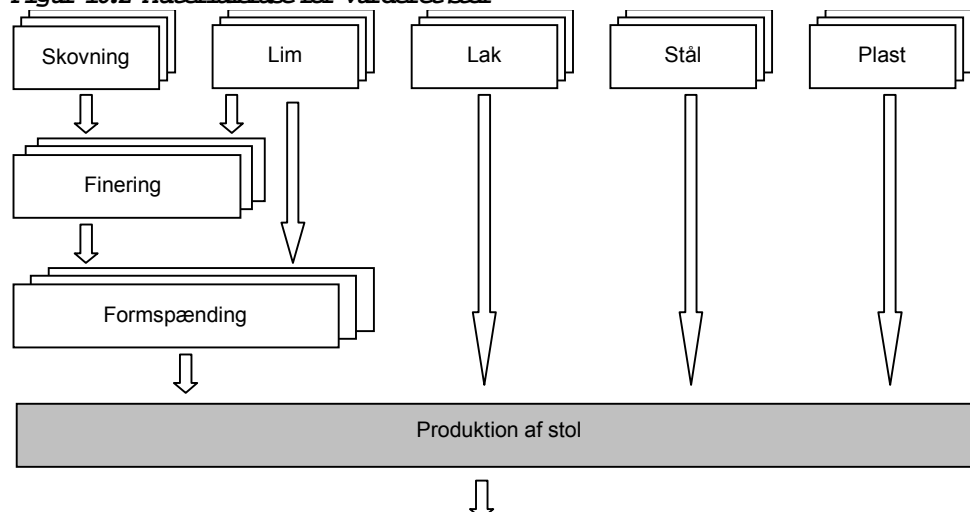 Skovning
Lim
Lak
Stål
Plast
Finering
Formspænding
Produktion af stol